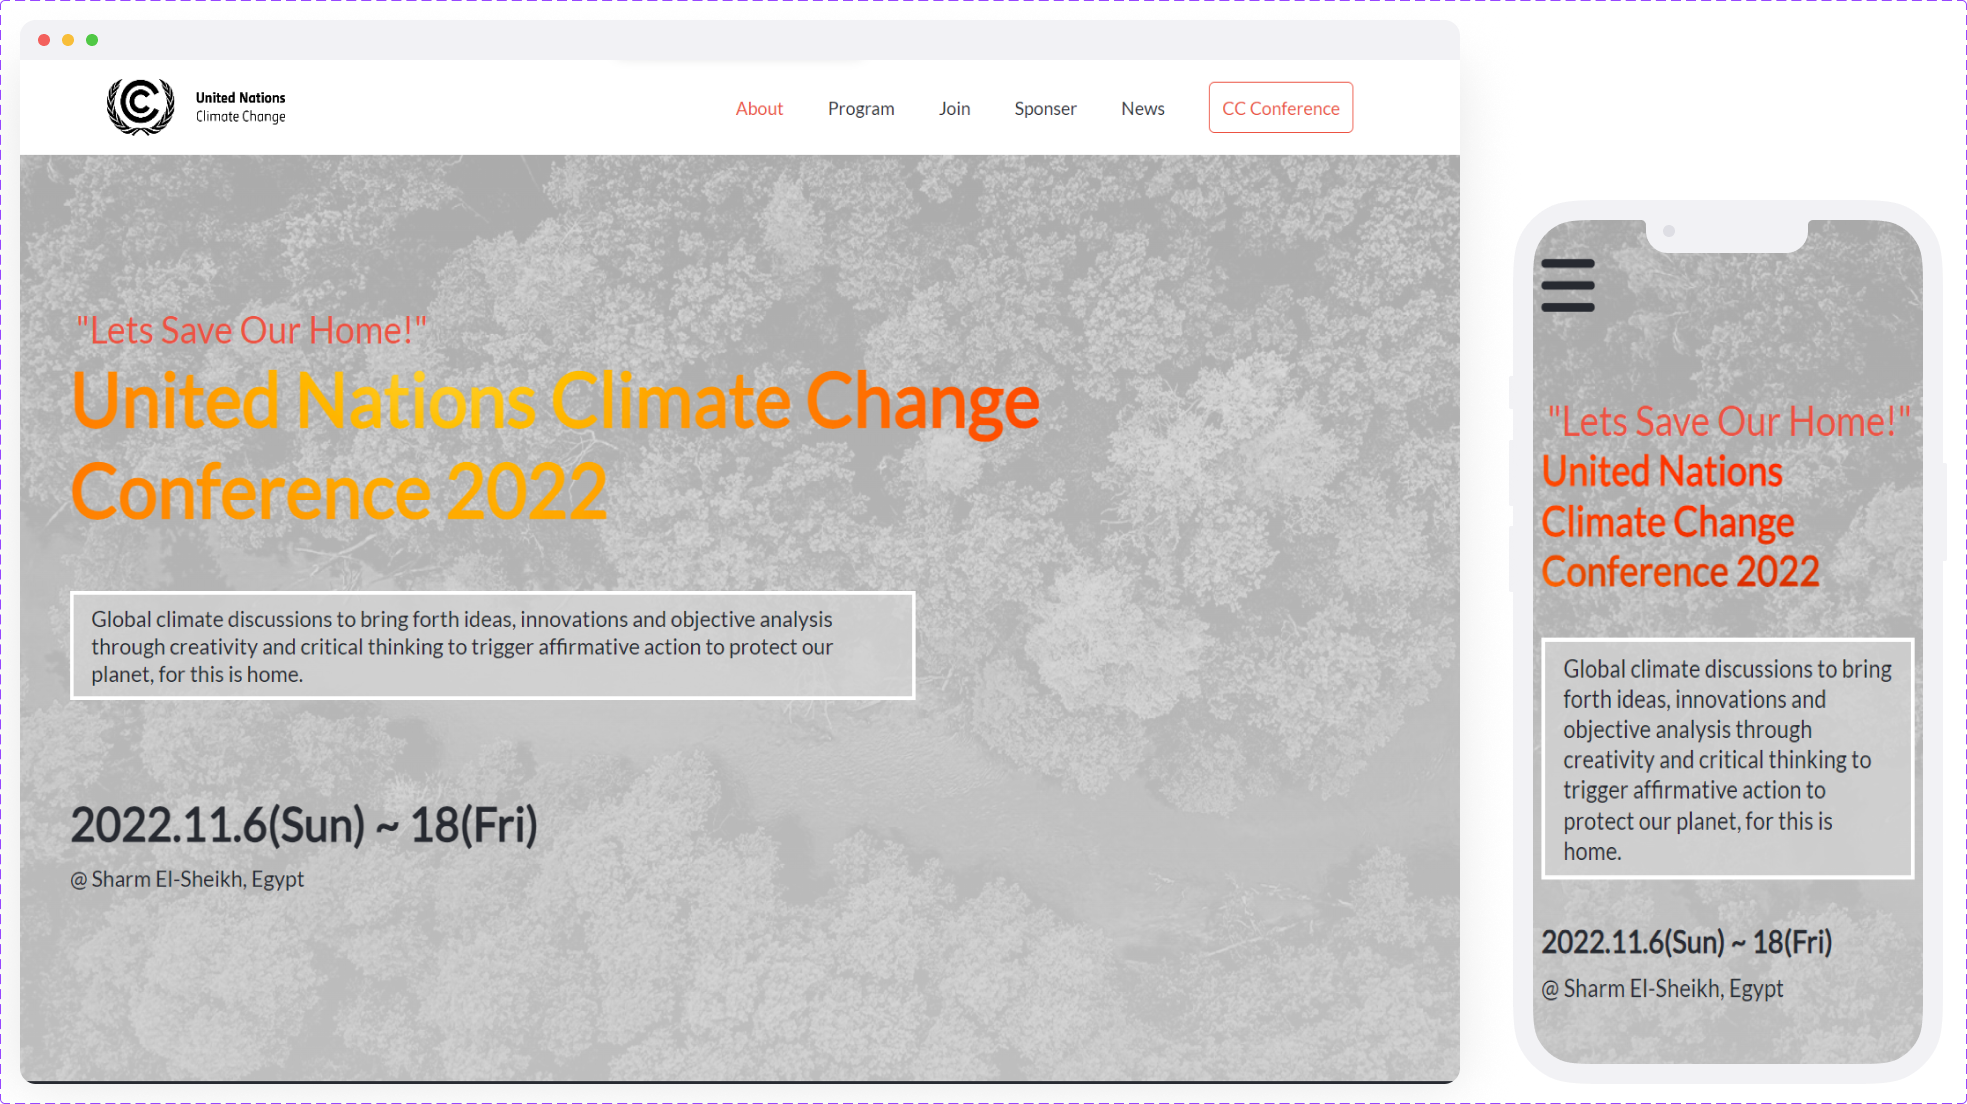 United Nations
Climate Change
About Program Join Sponser News CC Conference
"Lets Save Our Home!"
United Nations Climate Change
Conference 2022
Global climate discussions to bring forth ideas, innovations and objective analysis
through creativity and critical thinking to trigger affirmative action to protect our
planet, for this is home.
2022.11.6(Sun) ~ 18(Fri)
@ Sharm El-Sheikh, Egypt
"Lets Save Our Home!"
United Nations
Climate Change
Conference 2022
Global climate discussions to bring
forth ideas, innovations and
objective analysis through
creativity and critical thinking to
trigger affirmative action to
protect our planet, for this is
home.
2022.11.6(Sun) ~ 18(Fri)
@ Sharm El-Sheikh, Egypt